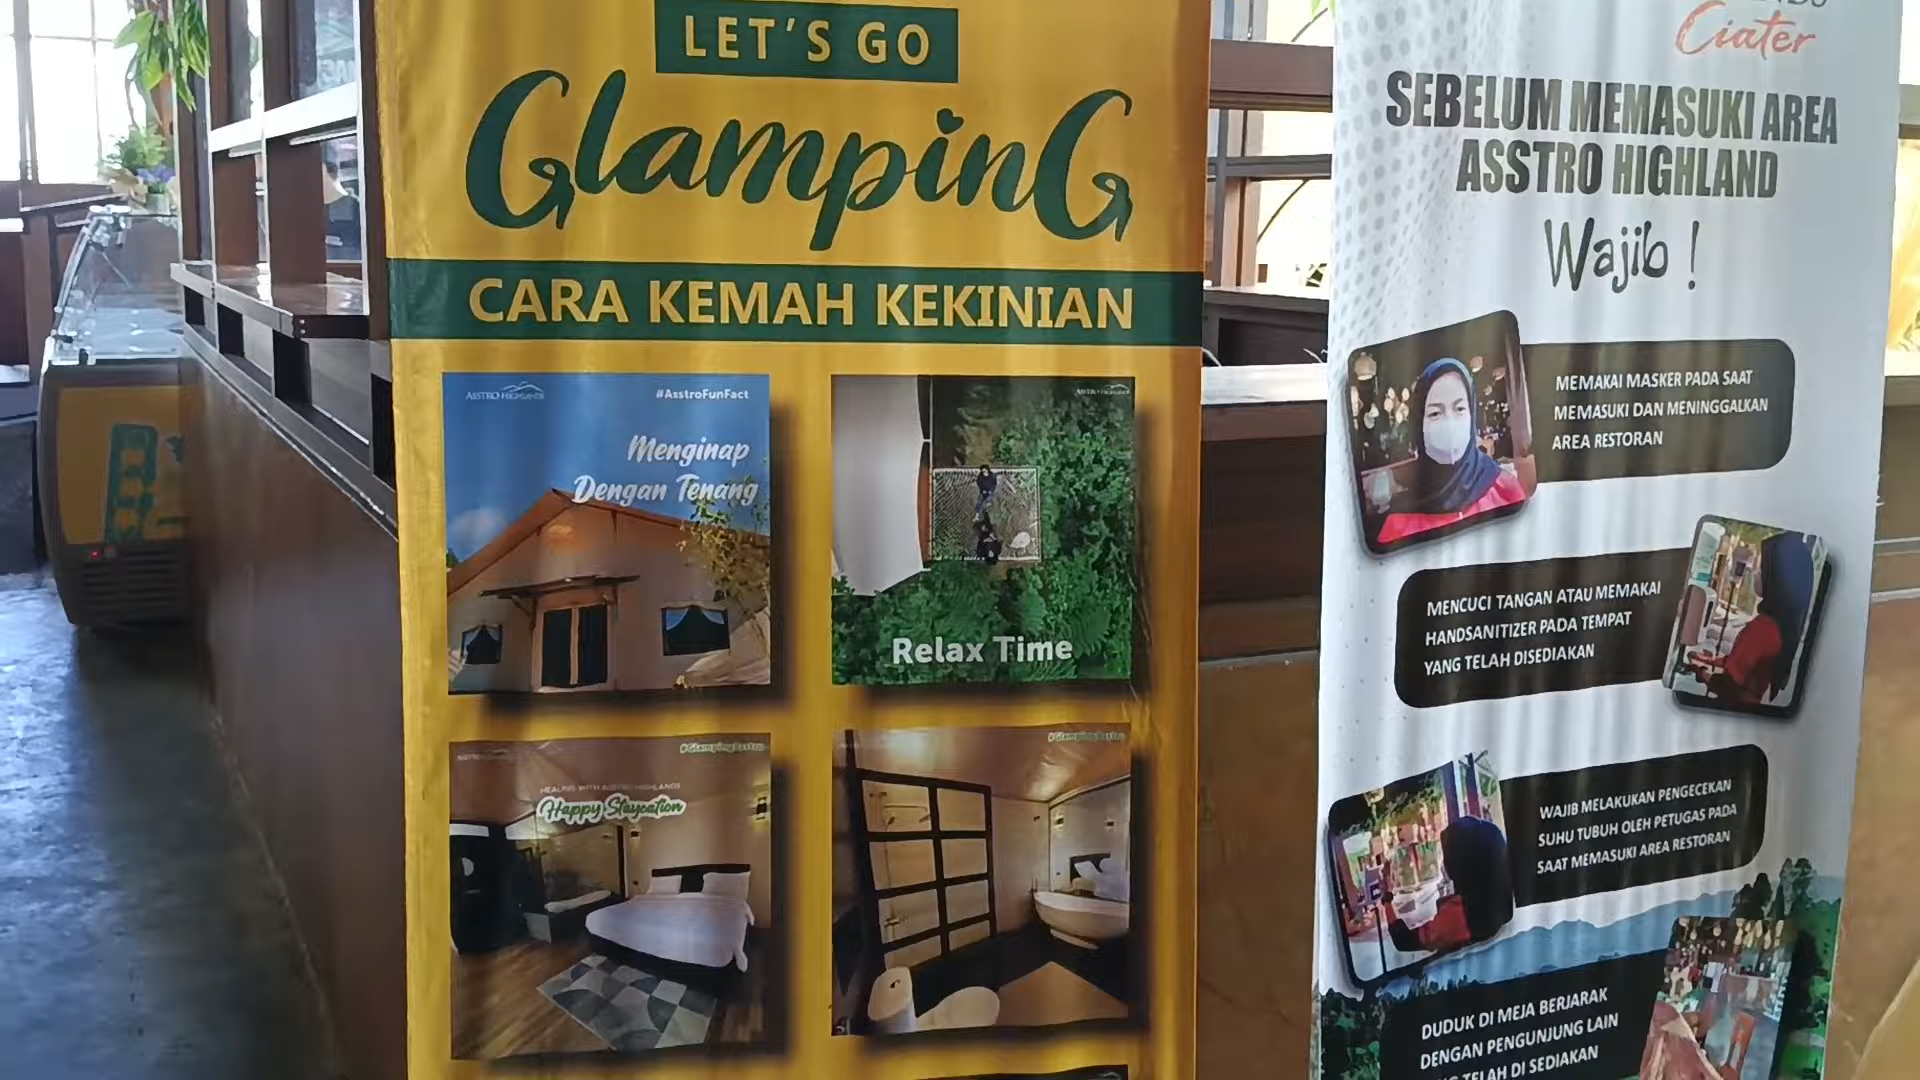 LET'S GO
GlampinG
CARA KEMAH KEKINIAN
ASSTRO HIGHLANDS
#AsstroFunFact
Menginap
Dengan Tenang
ASSTRO HIGHLANDS
Relax Time
#GlampingAsstro
HEALING WITH ASSTRO HIGHLANDS
Happy Staycation
#GlampingAsstro
Ciater
SEBELUM MEMASUKI AREA
ASSTRO HIGHLAND
Wajib !
MEMAKAI MASKER PADA SAAT
MEMASUKI DAN MENINGGALKAN
AREA RESTORAN
MENCUCI TANGAN ATAU MEMAKAI
HANDSANITIZER PADA TEMPAT
YANG TELAH DISEDIAKAN
WAJIB MELAKUKAN PENGECEKAN
SUHU TUBUH OLEH PETUGAS PADA
SAAT MEMASUKI AREA RESTORAN
DUDUK DI MEJA BERJARAK
DENGAN PENGUNJUNG LAIN
TELAH DI SEDIAKAN